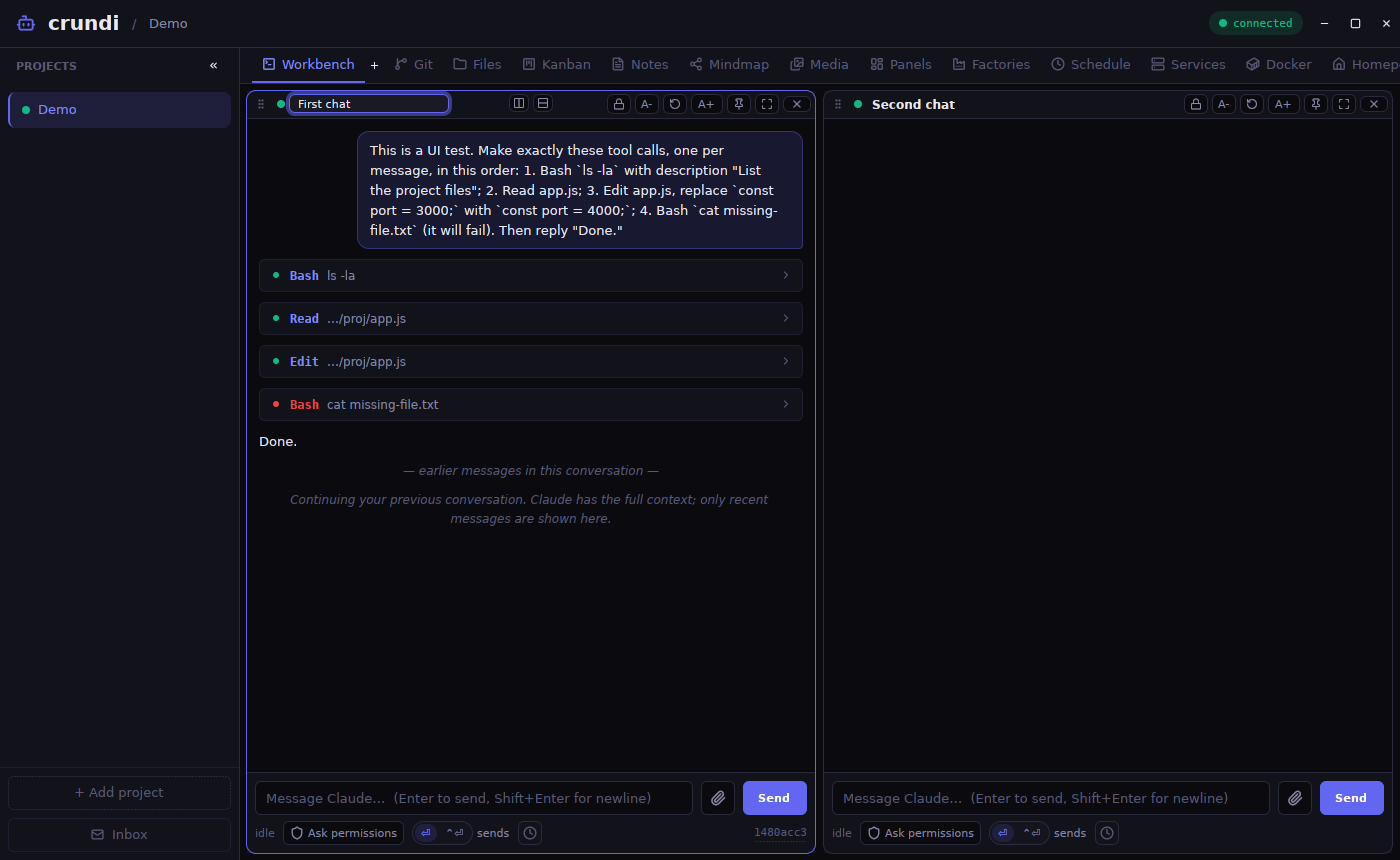 crundi / Demo
connected
PROJECTS «
Demo
+ Add project
Inbox
Workbench + Git Files Kanban Notes Mindmap Media Panels Factories Schedule Services Docker Homep
First chat A- A+
This is a UI test. Make exactly these tool calls, one per
message, in this order: 1. Bash `ls -la` with description "List
the project files"; 2. Read app.js; 3. Edit app.js, replace `const
port = 3000;` with `const port = 4000;`; 4. Bash `cat missing-
file.txt` (it will fail). Then reply "Done."
Bash ls -la
Read .../proj/app.js
Edit .../proj/app.js
Bash cat missing-file.txt
Done.
— earlier messages in this conversation —
Continuing your previous conversation. Claude has the full context; only recent
messages are shown here.
Message Claude... (Enter to send, Shift+Enter for newline) Send
idle Ask permissions ⏎ ⌃⏎ sends 1480acc3
Second chat A- A+
Message Claude... (Enter to send, Shift+Enter for newline) Send
idle Ask permissions ⏎ ⌃⏎ sends